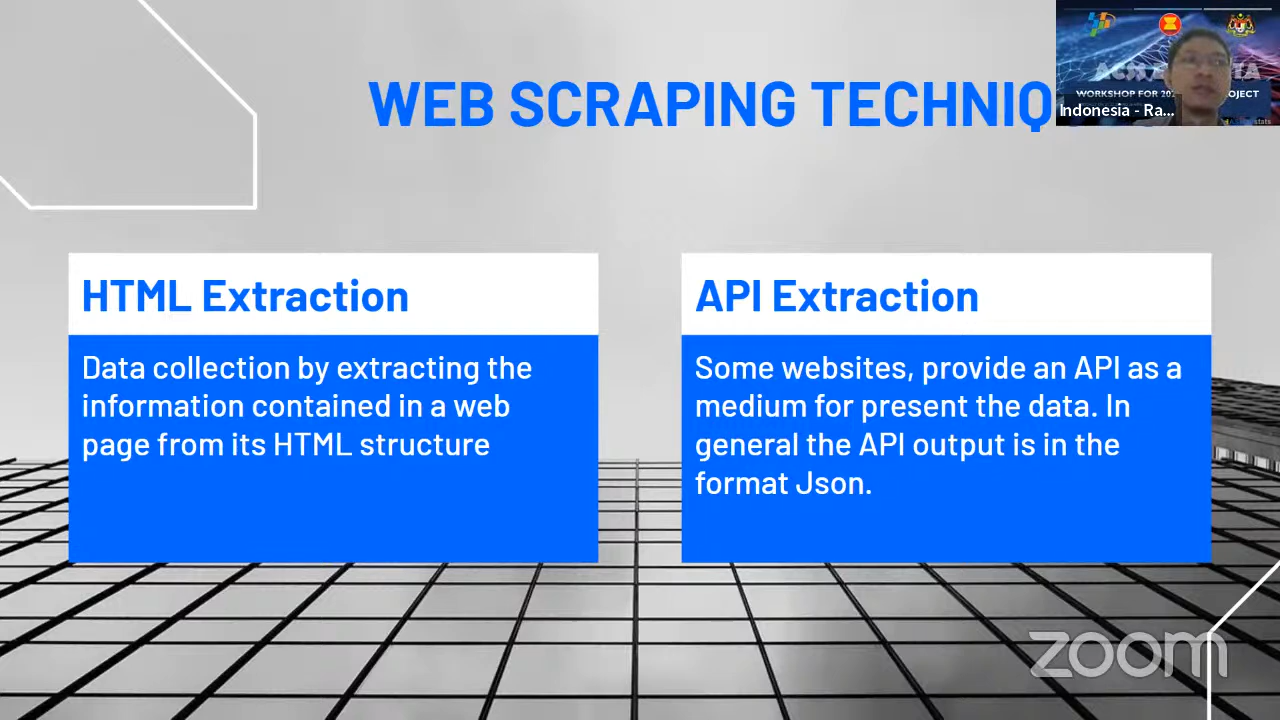 WEB SCRAPING TECHNIQ
WORKSHOP FOR
OJECT
Indonesia - Ra...
HTML Extraction
Data collection by extracting the
information contained in a web
page from its HTML structure
API Extraction
Some websites, provide an API as a
medium for present the data. In
general the API output is in the
format Json.
zoom